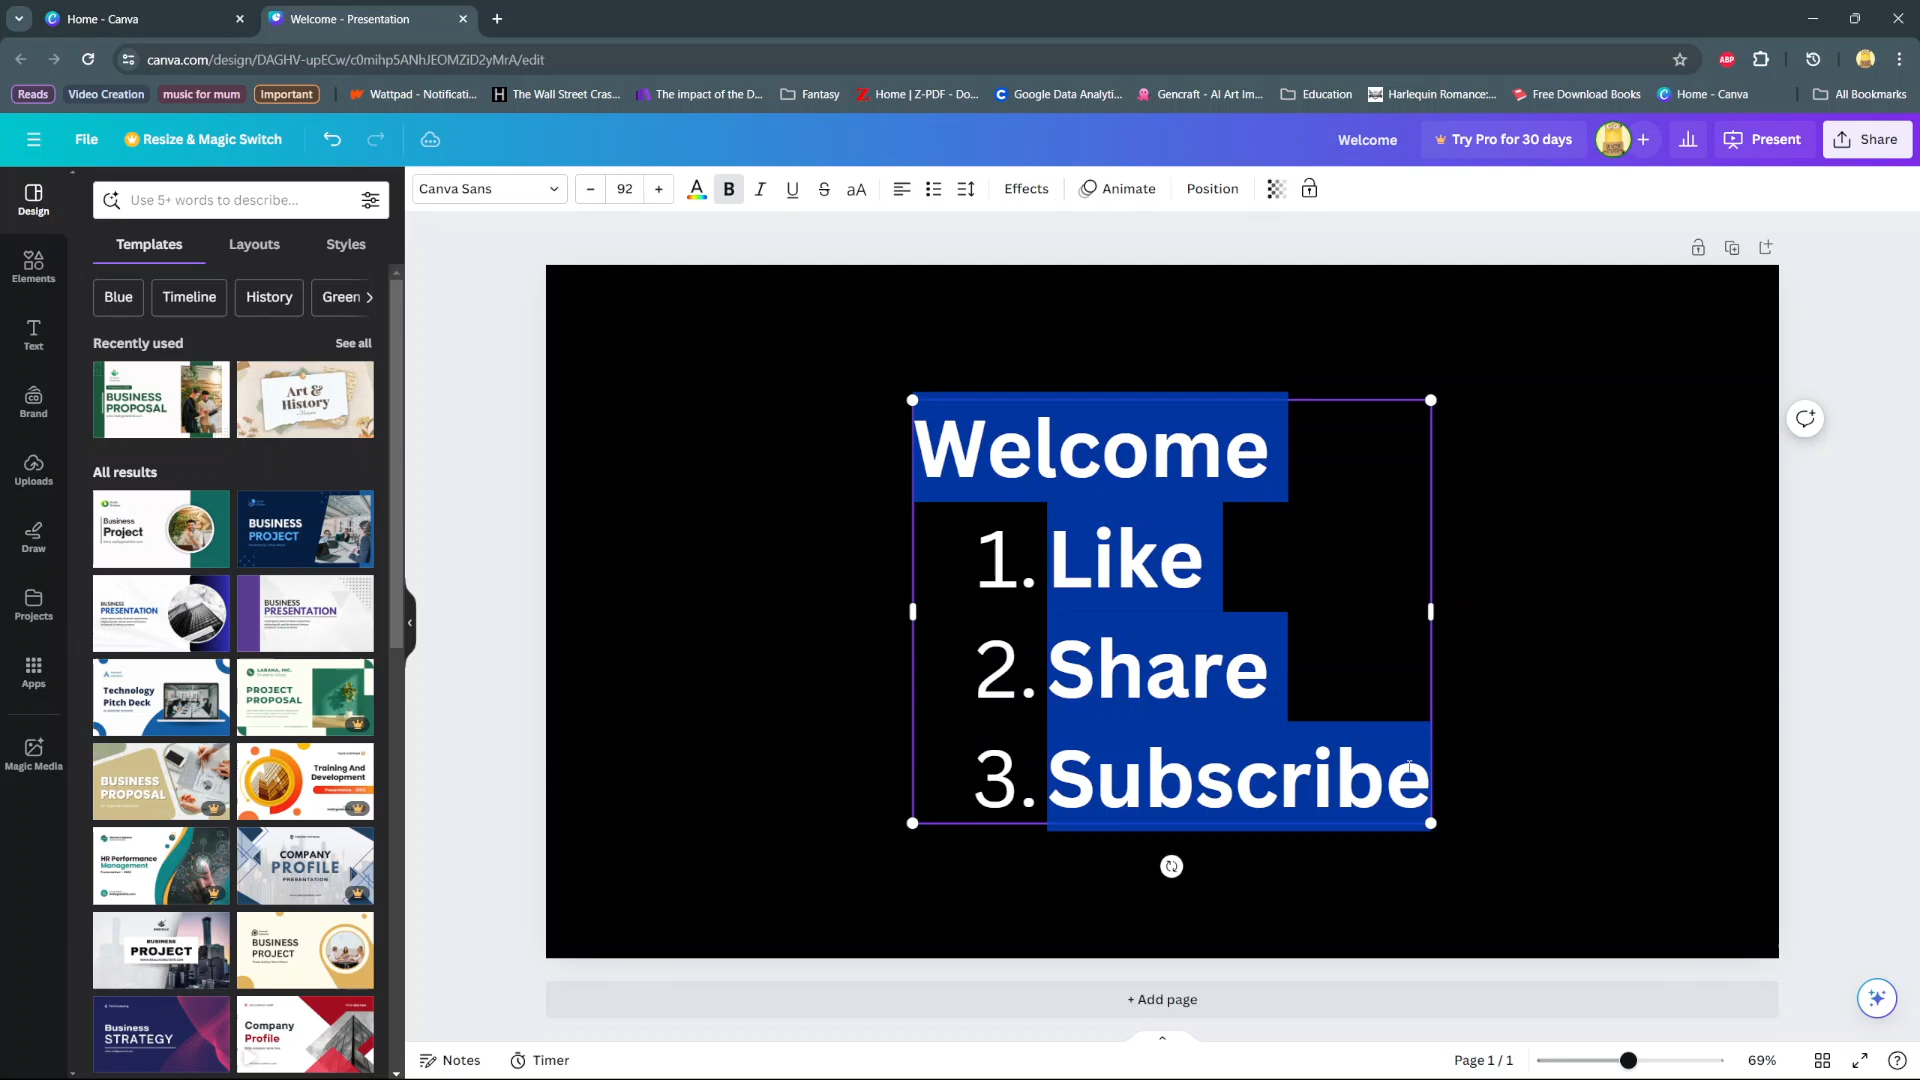 Home - Canva
Welcome - Presentation
canva.com/design/DAGHV-upECw/c0mihp5ANhJEOMZiD2yMrA/edit
ABP
Reads
Video Creation
music for mum
Important
Wattpad - Notificati...
The Wall Street Cras...
The impact of the D...
Fantasy
Home | Z-PDF - Do...
Google Data Analyti...
Gencraft - AI Art Im...
Education
Harlequin Romance:...
Free Download Books
Home - Canva
All Bookmarks
File
Resize & Magic Switch
Welcome
Try Pro for 30 days
Present
Share
Canva Sans
92
A
B
I
U
S
aA
Effects
Animate
Position
Design
Elements
Text
Brand
Uploads
Draw
Projects
Apps
Magic Media
Use 5+ words to describe...
Templates
Layouts
Styles
Blue
Timeline
History
Green
Recently used
See all
BUSINESS
PROPOSAL
Art &
History
All results
Business
Project
BUSINESS
PROJECT
BUSINESS
PRESENTATION
BUSINESS
PRESENTATION
Technology
Pitch Deck
LARANA, INC.
PROJECT
PROPOSAL
BUSINESS
PROPOSAL
Training And
Development
HR Performance
Management
COMPANY
PROFILE
PRESENTATION
BUSINESS
PROJECT
BUSINESS
PROJECT
Business
STRATEGY
Company
Profile
Welcome
1. Like
2. Share
3. Subscribe
+ Add page
Notes
Timer
Page 1 / 1
69%